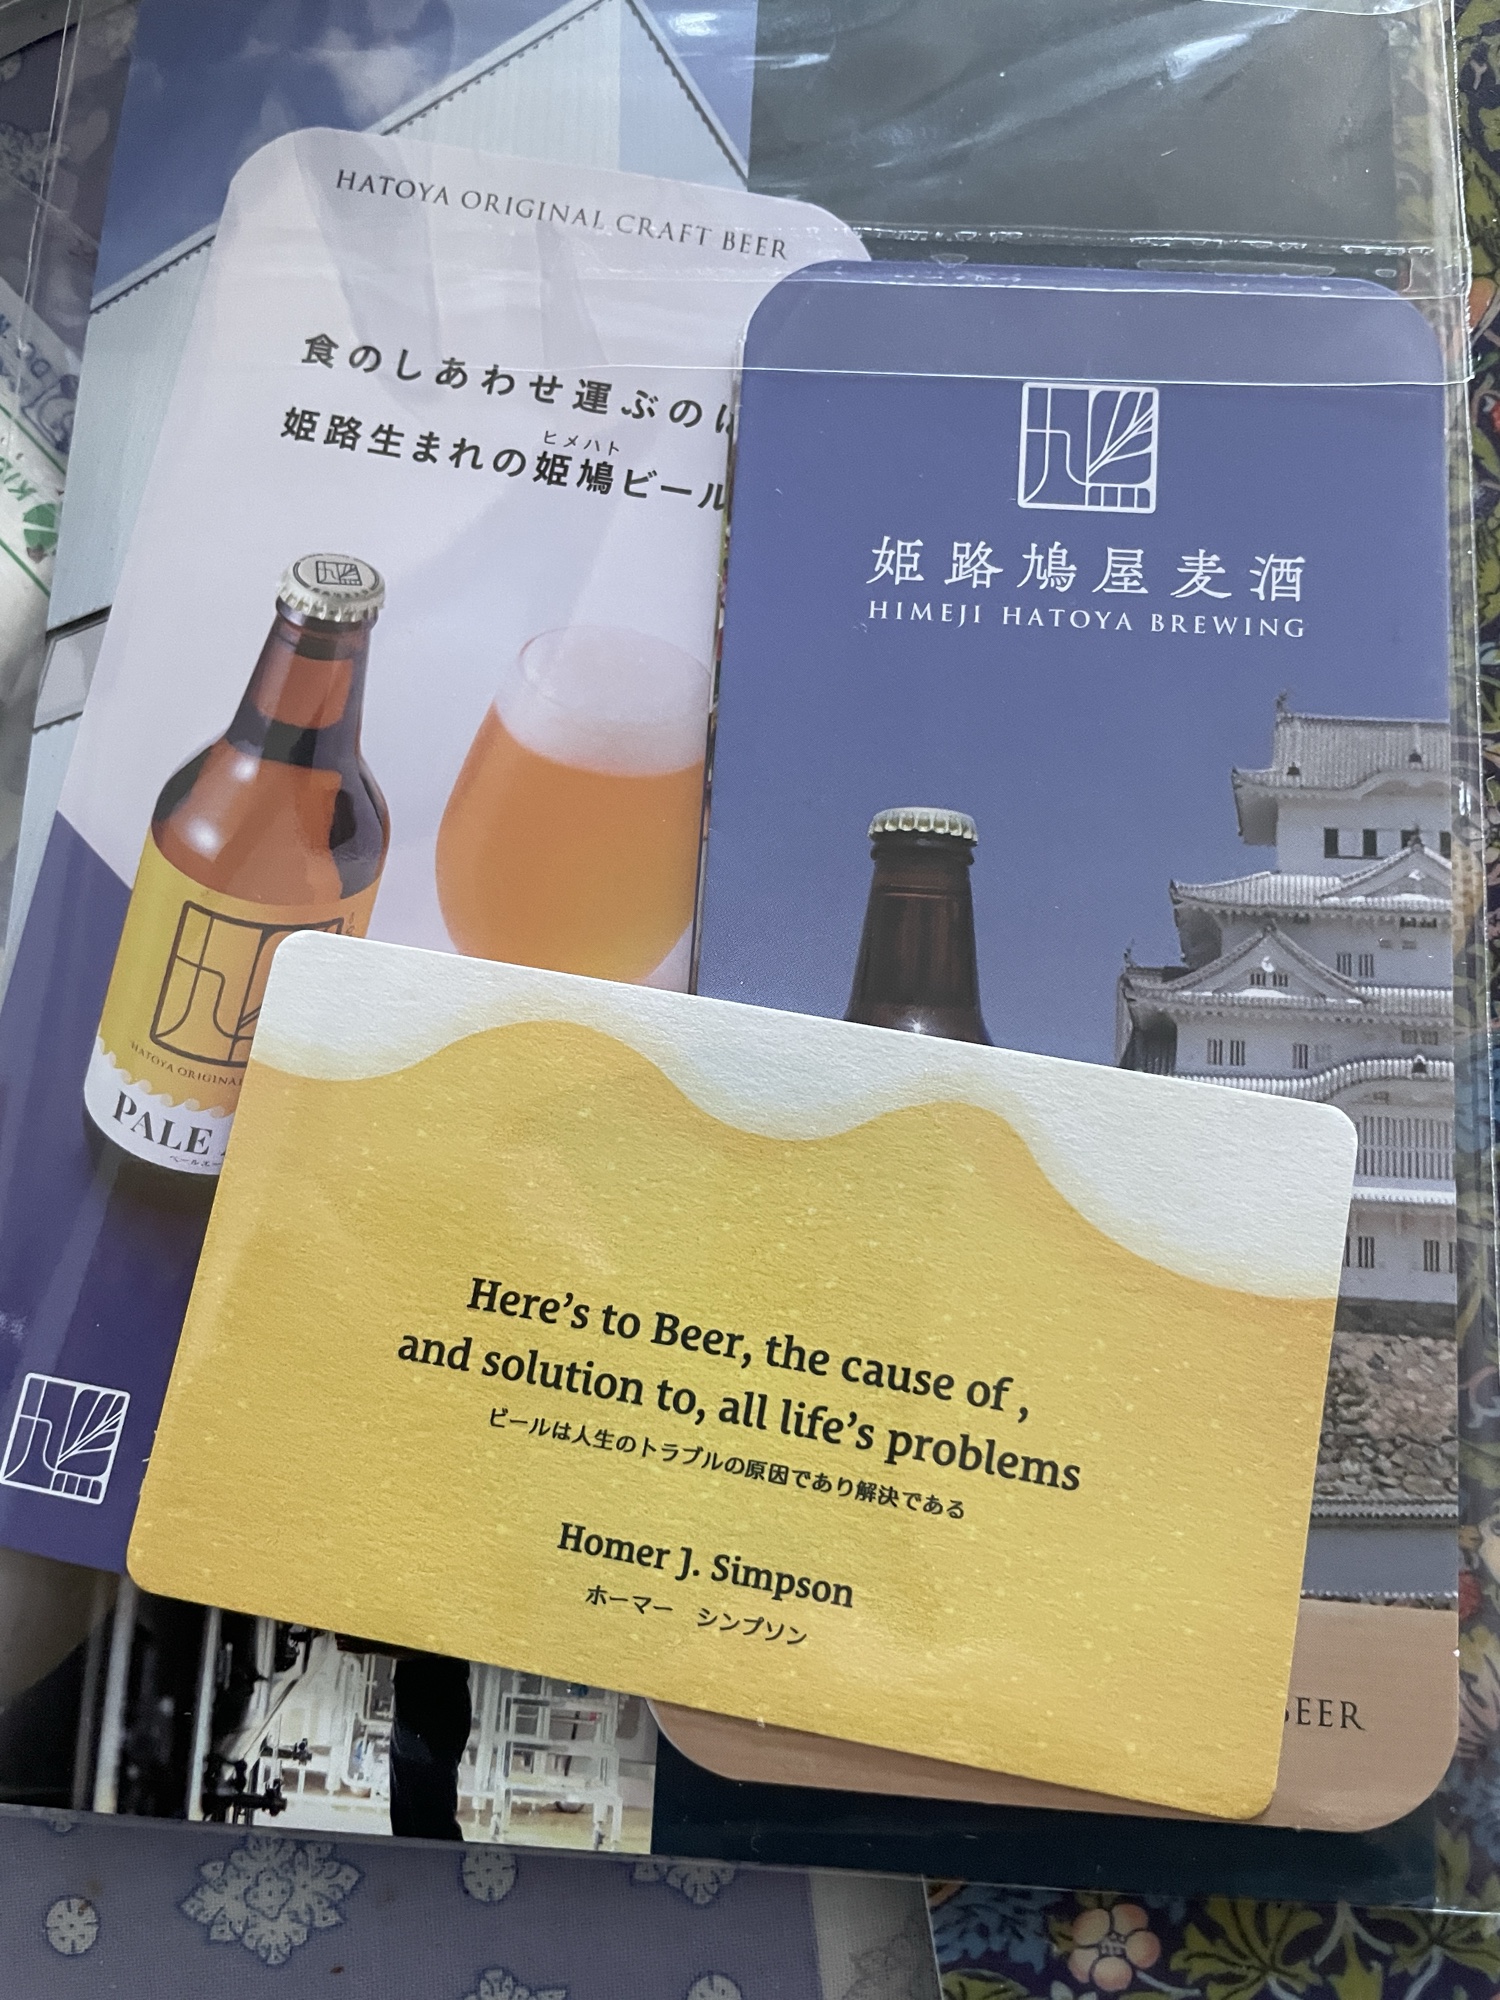 HATOYA ORIGINAL CRAFT BEER
食のしあわせ運ぶのは
ヒメハト
姫路生まれの姫鳩ビール
HATOYA ORIGINAL
PALE
姫路鳩屋麦酒
HIMEJI HATOYA BREWING
Here's to Beer, the cause of ,
and solution to, all life's problems
ビールは人生のトラブルの原因であり解決である
Homer J. Simpson
ホーマー　シンプソン
BEER